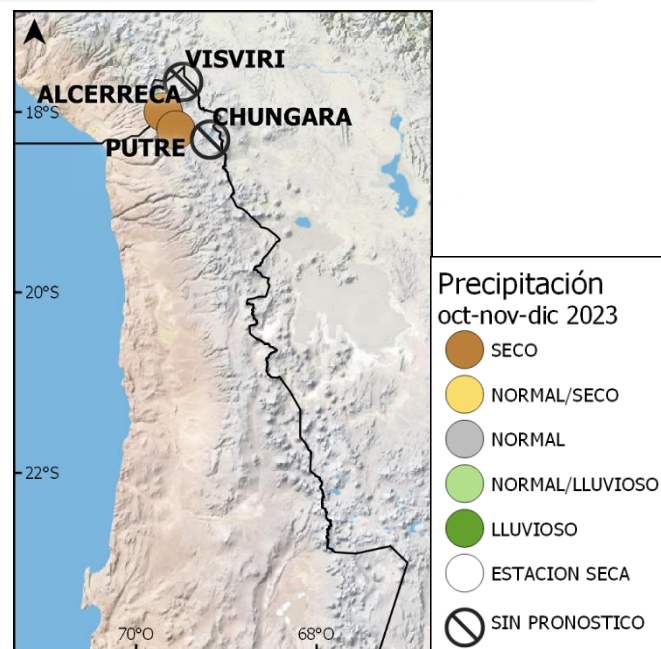 VISVIRI
ALCERRECA
18°S
CHUNGARA
PUTRE
20°S
22°S
70°O
68°O
Precipitación
oct-nov-dic 2023
SECO
NORMAL/SECO
NORMAL
NORMAL/LLUVIOSO
LLUVIOSO
ESTACION SECA
SIN PRONOSTICO